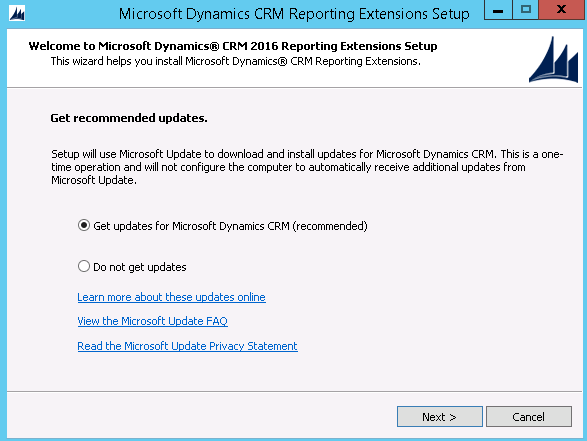 Microsoft Dynamics CRM Reporting Extensions Setup
Welcome to Microsoft Dynamics® CRM 2016 Reporting Extensions Setup
This wizard helps you install Microsoft Dynamics® CRM Reporting Extensions.
Get recommended updates.
Setup will use Microsoft Update to download and install updates for Microsoft Dynamics CRM. This is a one-
time operation and will not configure the computer to automatically receive additional updates from
Microsoft Update.
Get updates for Microsoft Dynamics CRM (recommended)
Do not get updates
Learn more about these updates online
View the Microsoft Update FAQ
Read the Microsoft Update Privacy Statement
Next > Cancel